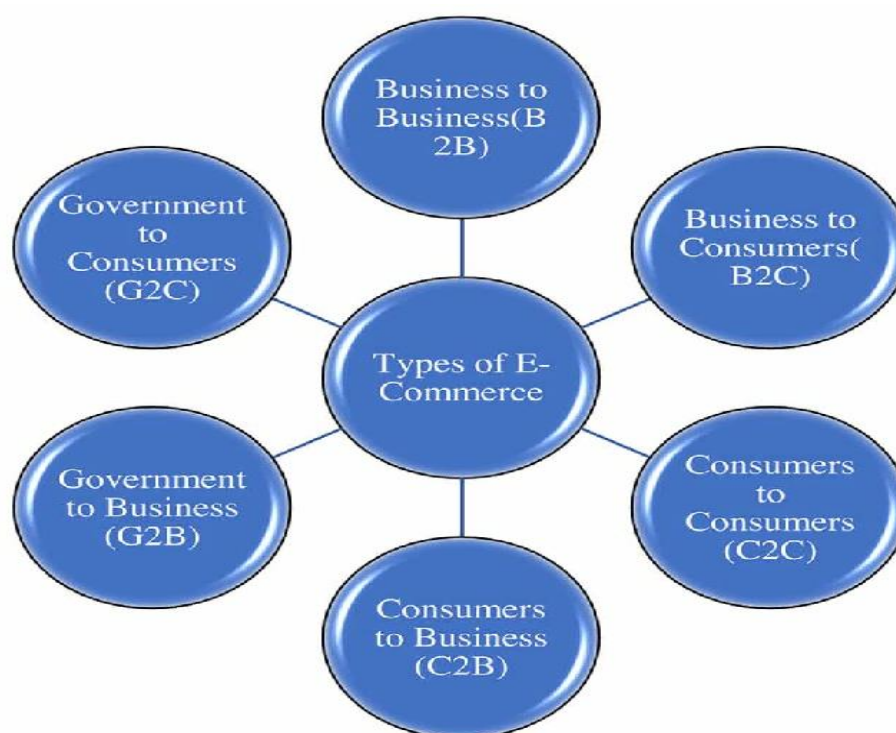 Business to
Business(B
2B)
Government
to
Consumers
(G2C)
Business to
Consumers(
B2C)
Types of E-
Commerce
Government
to Business
(G2B)
Consumers
to
Consumers
(C2C)
Consumers
to Business
(C2B)